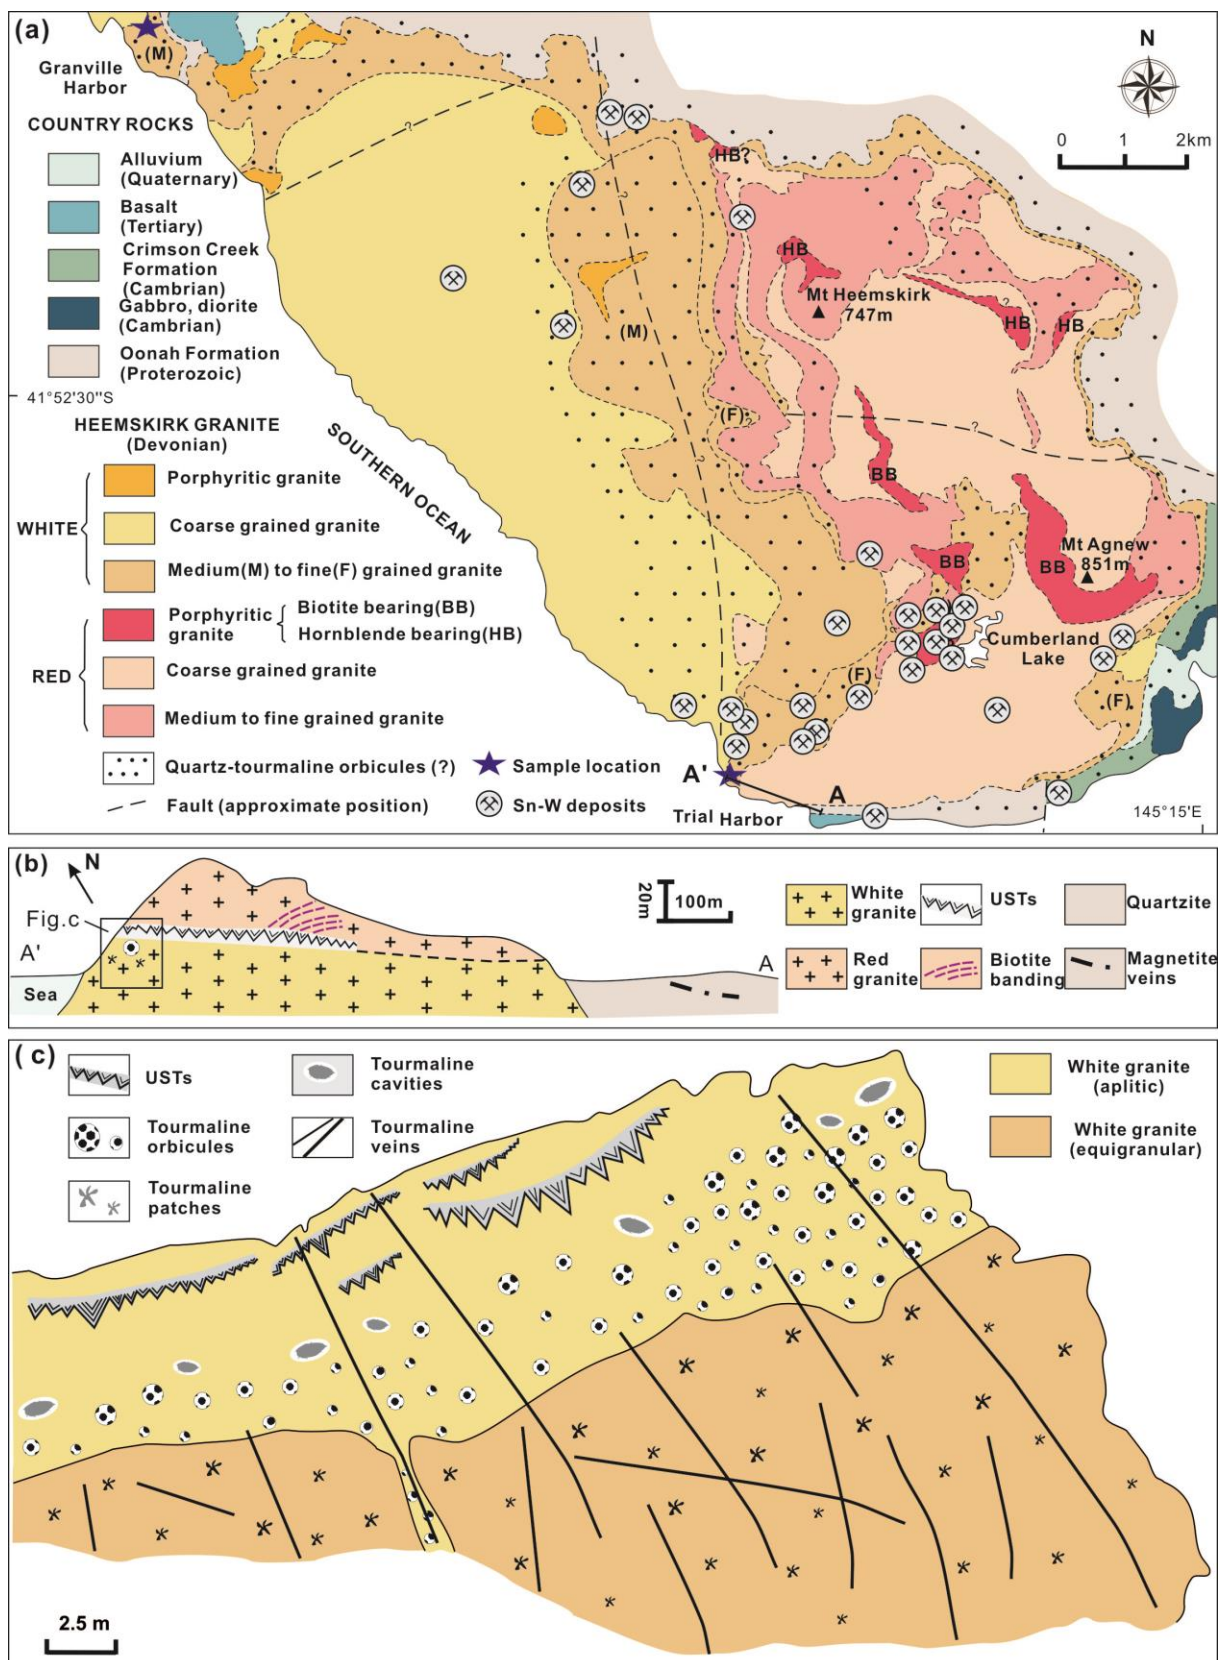 (a)
(M)
Granville
Harbor
N
0 1 2km
COUNTRY ROCKS
Alluvium
(Quaternary)
Basalt
(Tertiary)
Crimson Creek
Formation
(Cambrian)
Gabbro, diorite
(Cambrian)
Oonah Formation
(Proterozoic)
41°52'30"S
?
?
HB?
HB
Mt Heemskirk
747m
?
HB
HB
(M)
?
(F)
?
?
?
?
SOUTHERN OCEAN
HEEMSKIRK GRANITE
(Devonian)
WHITE
Porphyritic granite
Coarse grained granite
Medium(M) to fine(F) grained granite
RED
Porphyritic
granite
Biotite bearing(BB)
Hornblende bearing(HB)
Coarse grained granite
Medium to fine grained granite
Quartz-tourmaline orbicules (?)
Sample location
Fault (approximate position)
Sn-W deposits
BB
BB
BB
Mt Agnew
851m
Cumberland
Lake
?
(F)
(F)
A'
A
Trial Harbor
145°15'E
(b)
N
Fig.c
A'
A
Sea
20m
100m
White
granite
USTs
Quartzite
Red
granite
Biotite
banding
Magnetite
veins
(c)
USTs
Tourmaline
cavities
Tourmaline
orbicules
Tourmaline
veins
Tourmaline
patches
White granite
(aplitic)
White granite
(equigranular)
2.5 m